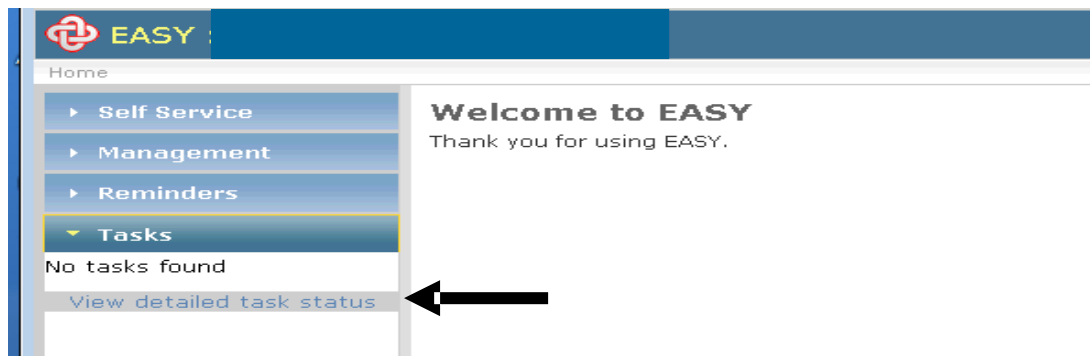 EASY :
Home
Self Service
Management
Reminders
Tasks
No tasks found
View detailed task status
Welcome to EASY
Thank you for using EASY.